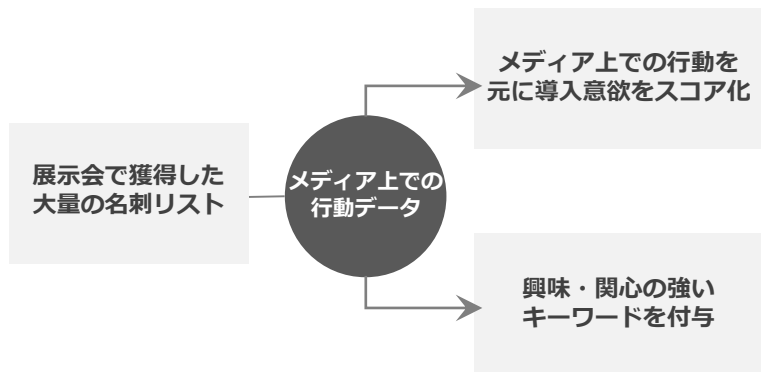 展示会で獲得した
大量の名刺リスト
メディア上での
行動データ
メディア上での行動を
元に導入意欲をスコア化
興味・関心の強い
キーワードを付与